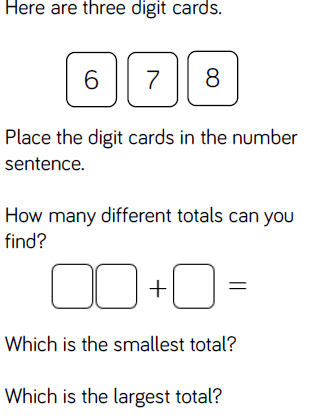 Here are three digit cards.
6 7 8
Place the digit cards in the number
sentence.
How many different totals can you
find?
+ =
Which is the smallest total?
Which is the largest total?